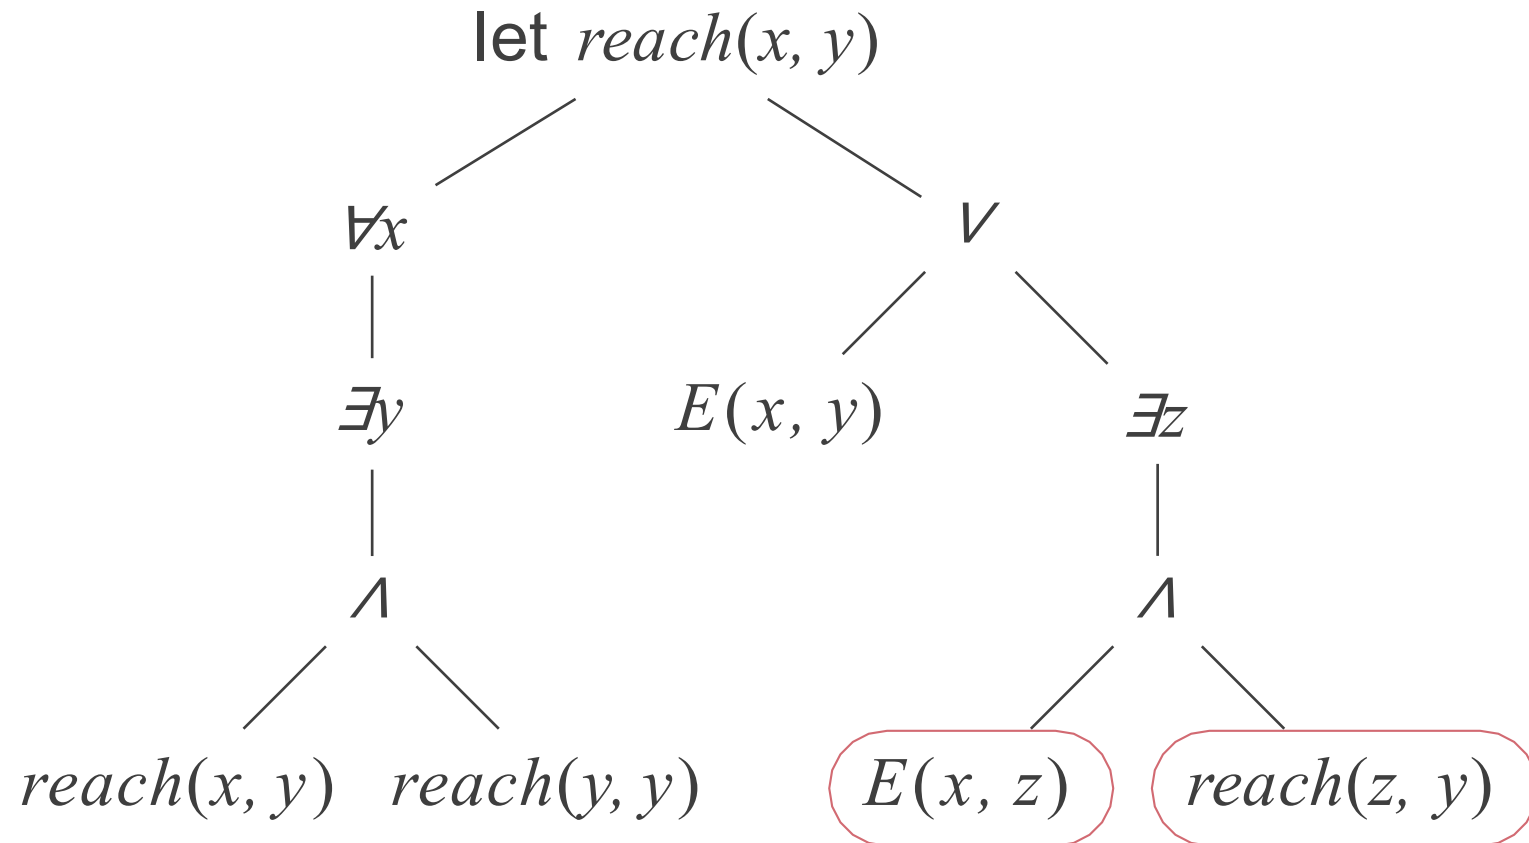 let reach(x, y)
∀x ∨
∃y E(x, y) ∃z
∧ ∧
reach(x, y) reach(y, y) E(x, z) reach(z, y)